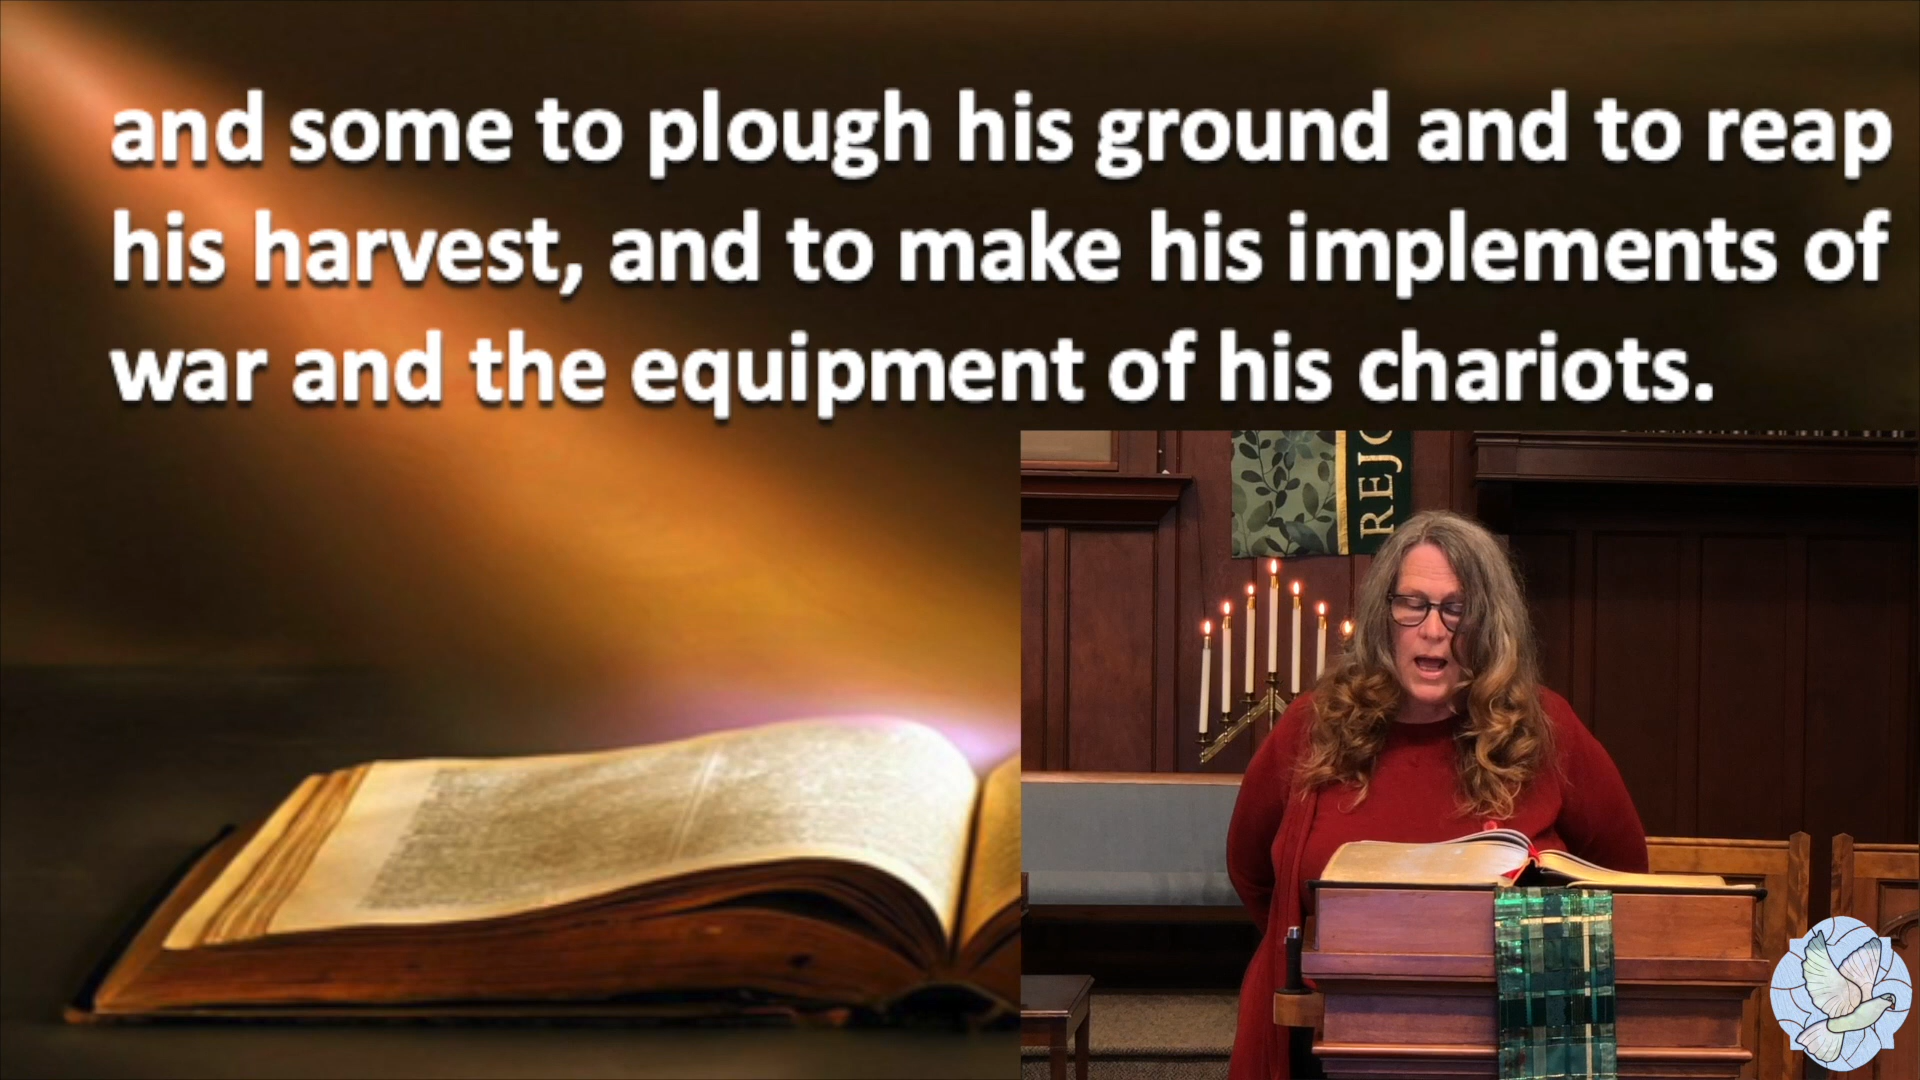 and some to plough his ground and to reap
his harvest, and to make his implements of
war and the equipment of his chariots.
REJO